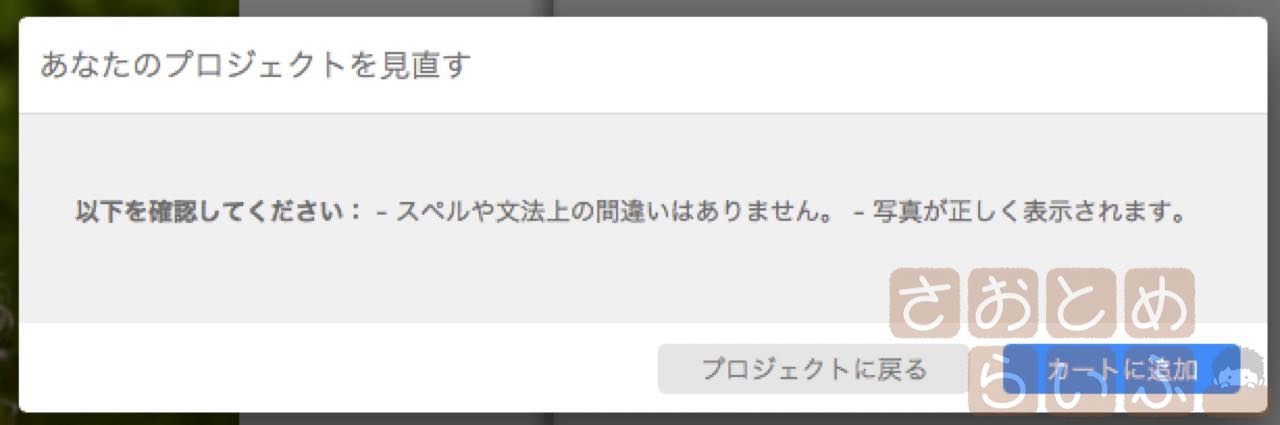 あなたのプロジェクトを見直す
以下を確認してください： - スペルや文法上の間違いはありません。 - 写真が正しく表示されます。
さおとめ
プロジェクトに戻る
カートに追加
らいふ